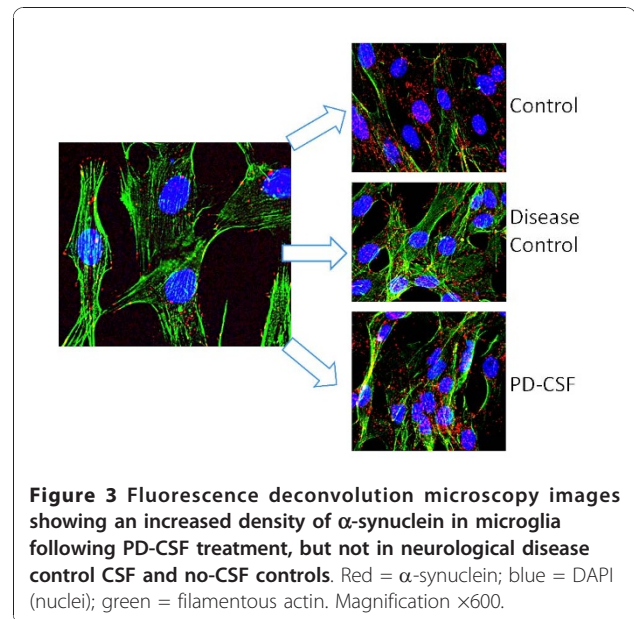 Control
Disease
Control
PD-CSF
Figure 3 Fluorescence deconvolution microscopy images
showing an increased density of α-synuclein in microglia
following PD-CSF treatment, but not in neurological disease
control CSF and no-CSF controls. Red = α-synuclein; blue = DAPI
(nuclei); green = filamentous actin. Magnification ×600.